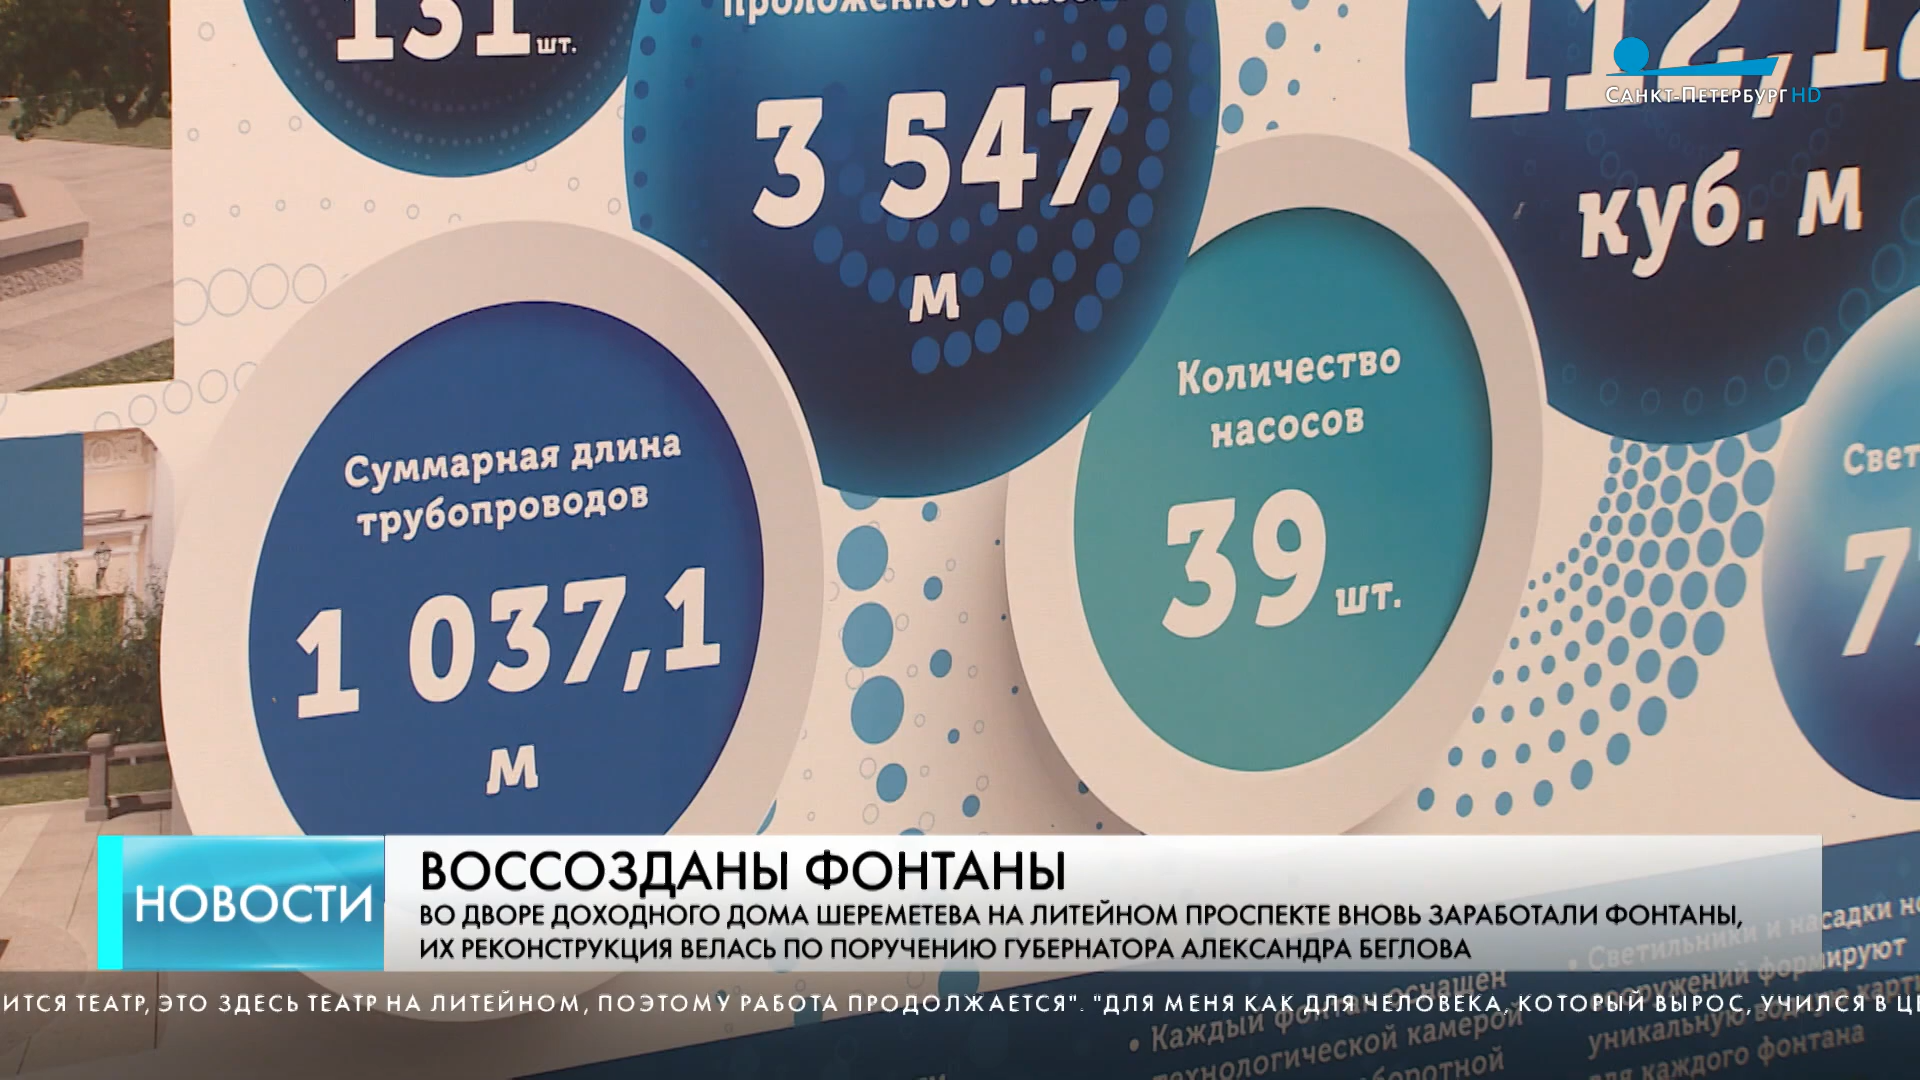 131 шт.
3 547
м
112,12
куб. м
Санкт-Петербург HD
Количество
насосов
39 шт.
Суммарная длина
трубопроводов
1 037,1
м
НОВОСТИ
ВОССОЗДАНЫ ФОНТАНЫ
ВО ДВОРЕ ДОХОДНОГО ДОМА ШЕРЕМЕТЕВА НА ЛИТЕЙНОМ ПРОСПЕКТЕ ВНОВЬ ЗАРАБОТАЛИ ФОНТАНЫ,
ИХ РЕКОНСТРУКЦИЯ ВЕЛАСЬ ПО ПОРУЧЕНИЮ ГУБЕРНАТОРА АЛЕКСАНДРА БЕГЛОВА
ИТСЯ ТЕАТР, ЭТО ЗДЕСЬ ТЕАТР НА ЛИТЕЙНОМ, ПОЭТОМУ РАБОТА ПРОДОЛЖАЕТСЯ". "ДЛЯ МЕНЯ КАК ДЛЯ ЧЕЛОВЕКА, КОТОРЫЙ ВЫРОС, УЧИЛСЯ В
• Каждый фонтан оснащен
технологической камерой
• Светильники и насадки
формируют
уникальную
для каждого фонтана